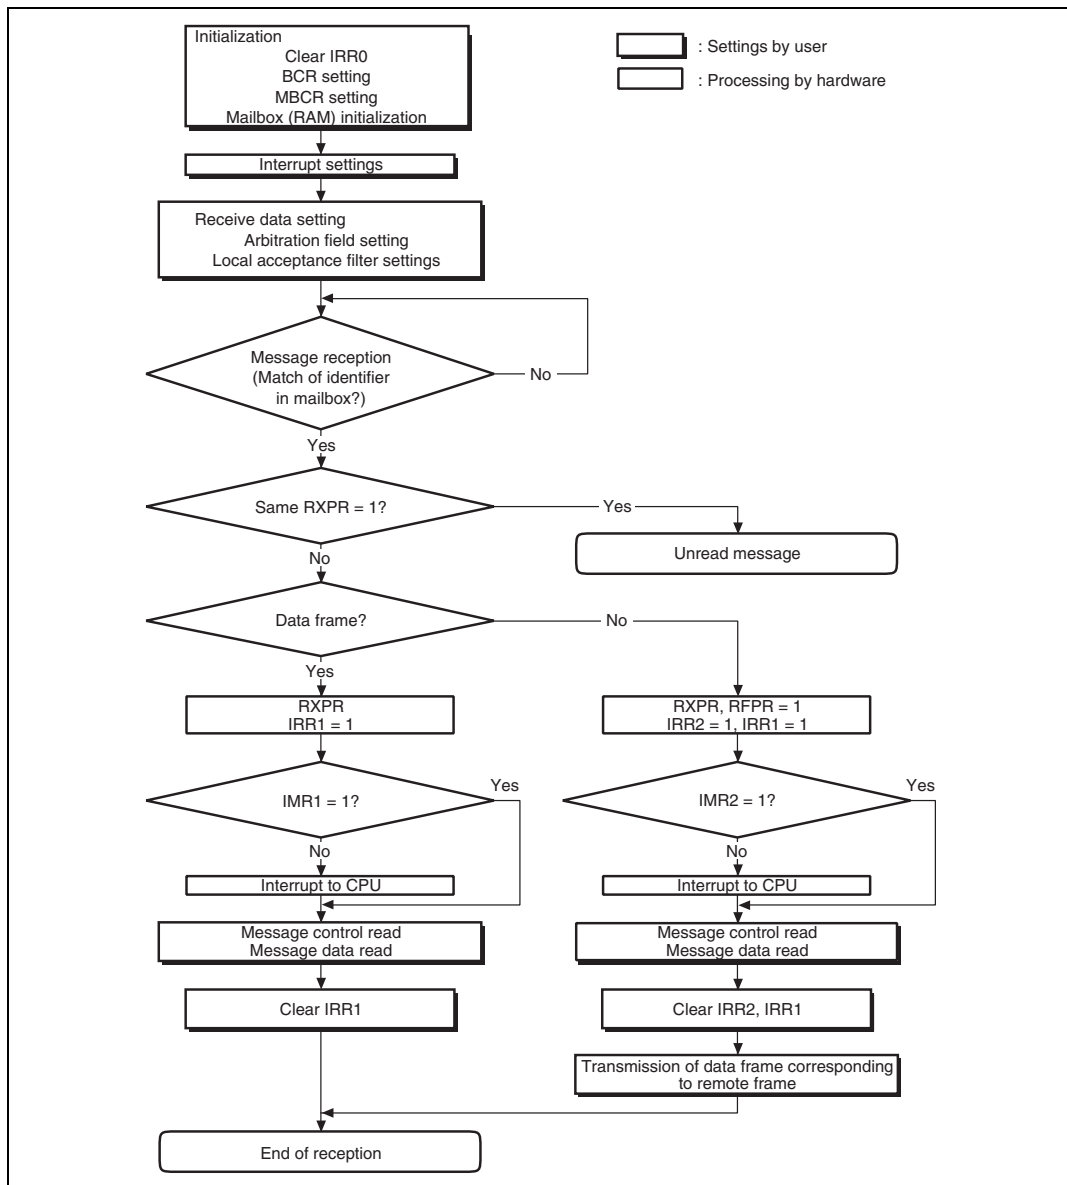 Initialization
Clear IRR0
BCR setting
MBCR setting
Mailbox (RAM) initialization
: Settings by user
: Processing by hardware
Interrupt settings
Receive data setting
Arbitration field setting
Local acceptance filter settings
Message reception
(Match of identifier
in mailbox?)
No
Yes
Same RXPR = 1?
Yes
Unread message
No
Data frame?
No
Yes
RXPR
IRR1 = 1
RXPR, RFPR = 1
IRR2 = 1, IRR1 = 1
IMR1 = 1?
Yes
IMR2 = 1?
Yes
No
No
Interrupt to CPU
Interrupt to CPU
Message control read
Message data read
Message control read
Message data read
Clear IRR1
Clear IRR2, IRR1
Transmission of data frame corresponding
to remote frame
End of reception